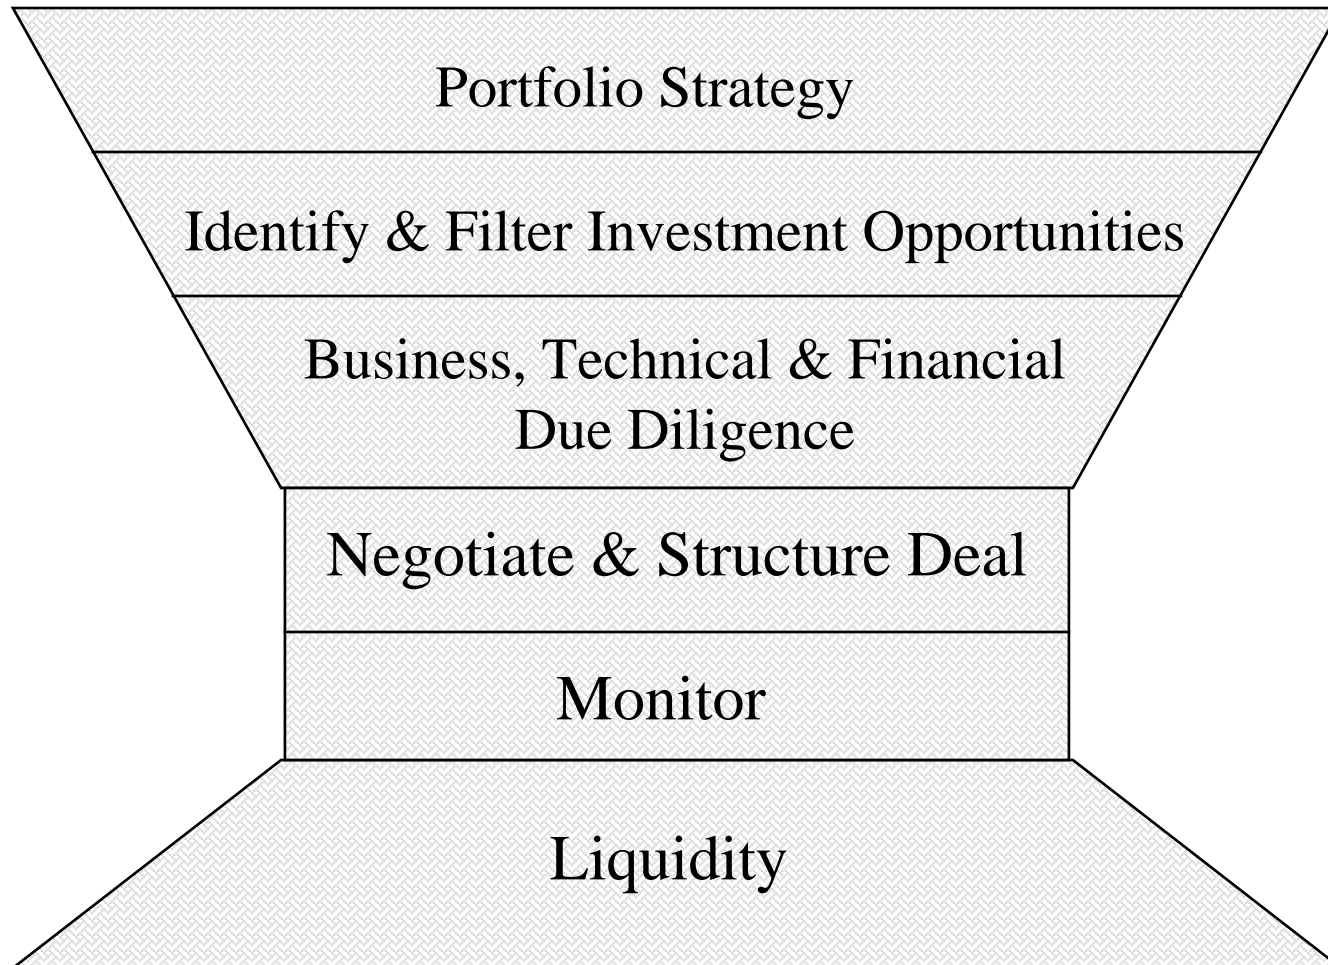 Portfolio Strategy
Identify & Filter Investment Opportunities
Business, Technical & Financial
Due Diligence
Negotiate & Structure Deal
Monitor
Liquidity